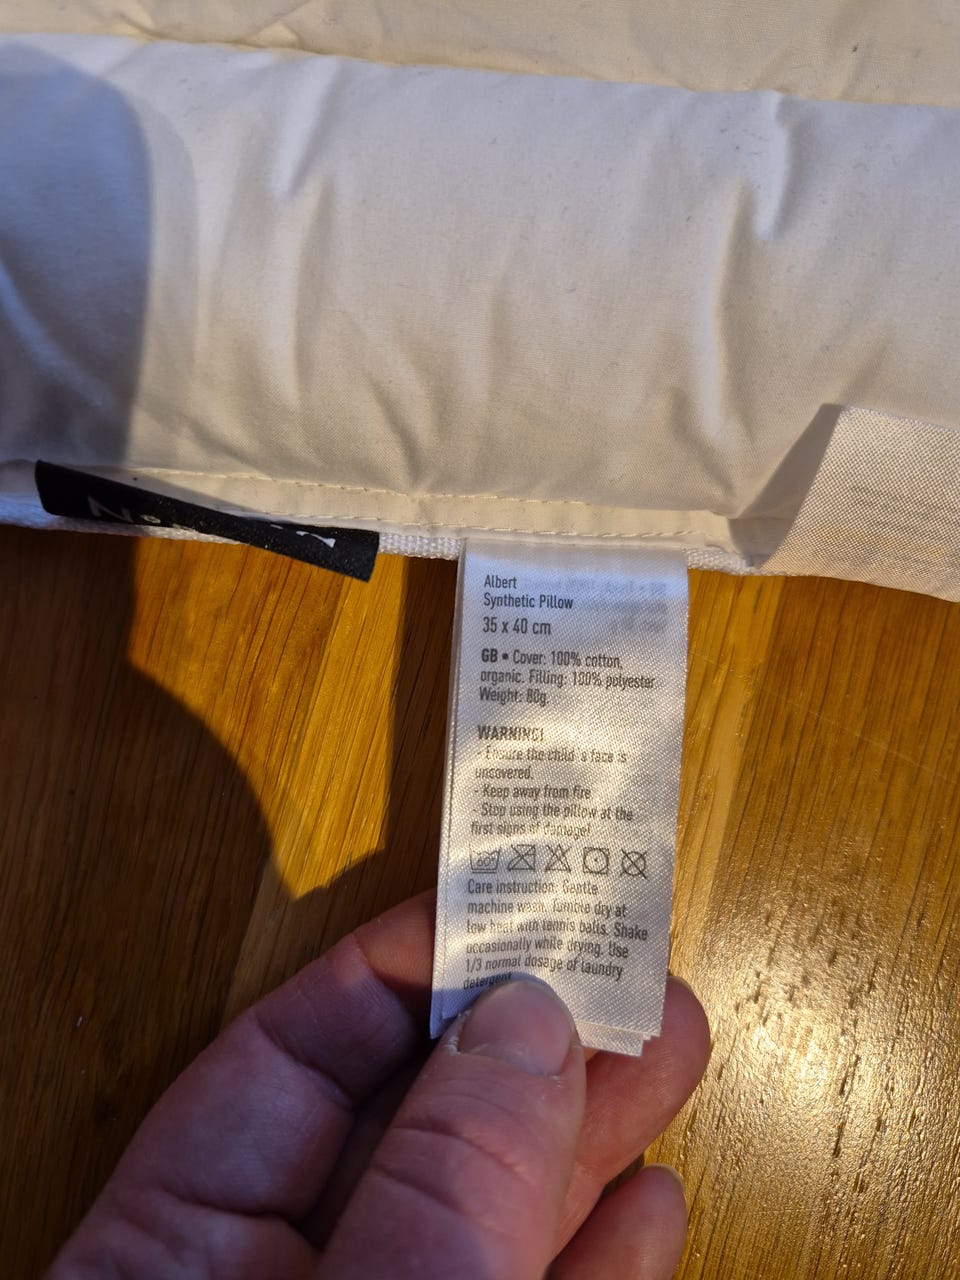 Albert
Synthetic Pillow
35 x 40 cm
GB • Cover: 100% cotton,
organic. Filling: 100% polyester
Weight: 80g.
WARNING!
- Ensure the child´s face is
uncovered.
- Keep away from fire
- Stop using the pillow at the
first signs of damage!
60°
Care instruction: Gentle
machine wash. Tumble dry at
low heat with tennis balls. Shake
occasionally while drying. Use
1/3 normal dosage of laundry
detergent